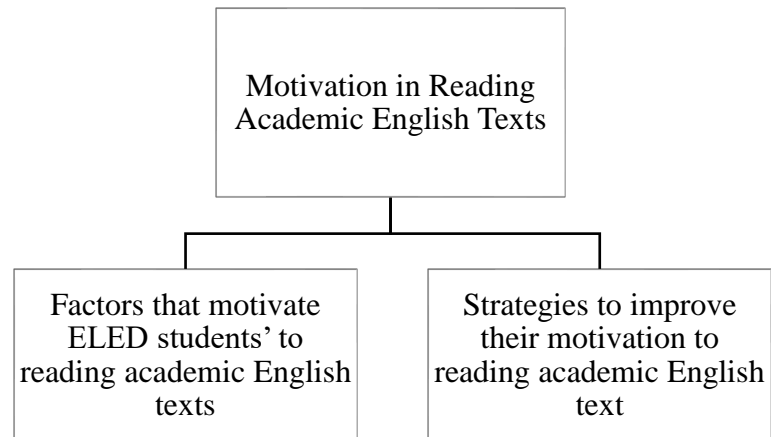 Motivation in Reading
Academic English Texts
Factors that motivate
ELED students’ to
reading academic English
texts
Strategies to improve
their motivation to
reading academic English
text